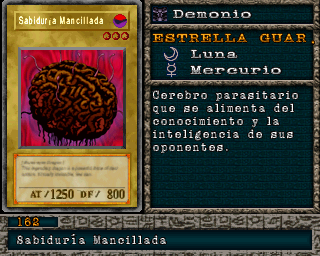 Sabiduría Mancillada
AT/1250 DF/ 800
Demonio
ESTRELLA GUAR.
Luna
Mercurio
Cerebro parasitario
que se alimenta del
conocimiento y la
inteligencia de sus
oponentes.
162
Sabiduría Mancillada